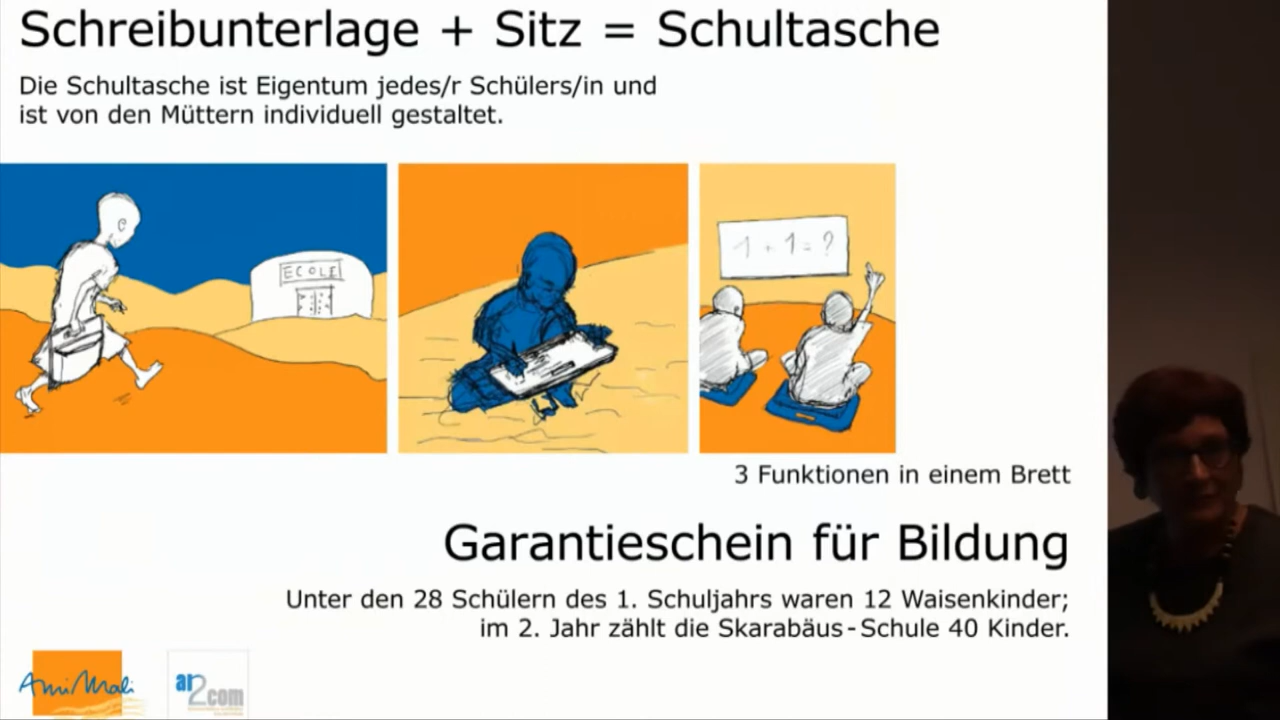 Schreibunterlage + Sitz = Schultasche
Die Schultasche ist Eigentum jedes/r Schülers/in und
ist von den Müttern individuell gestaltet.
ECOLE
1 + 1 = ?
3 Funktionen in einem Brett
Garantieschein für Bildung
Unter den 28 Schülern des 1. Schuljahrs waren 12 Waisenkinder;
im 2. Jahr zählt die Skarabäus-Schule 40 Kinder.
AmiMali
ar2com